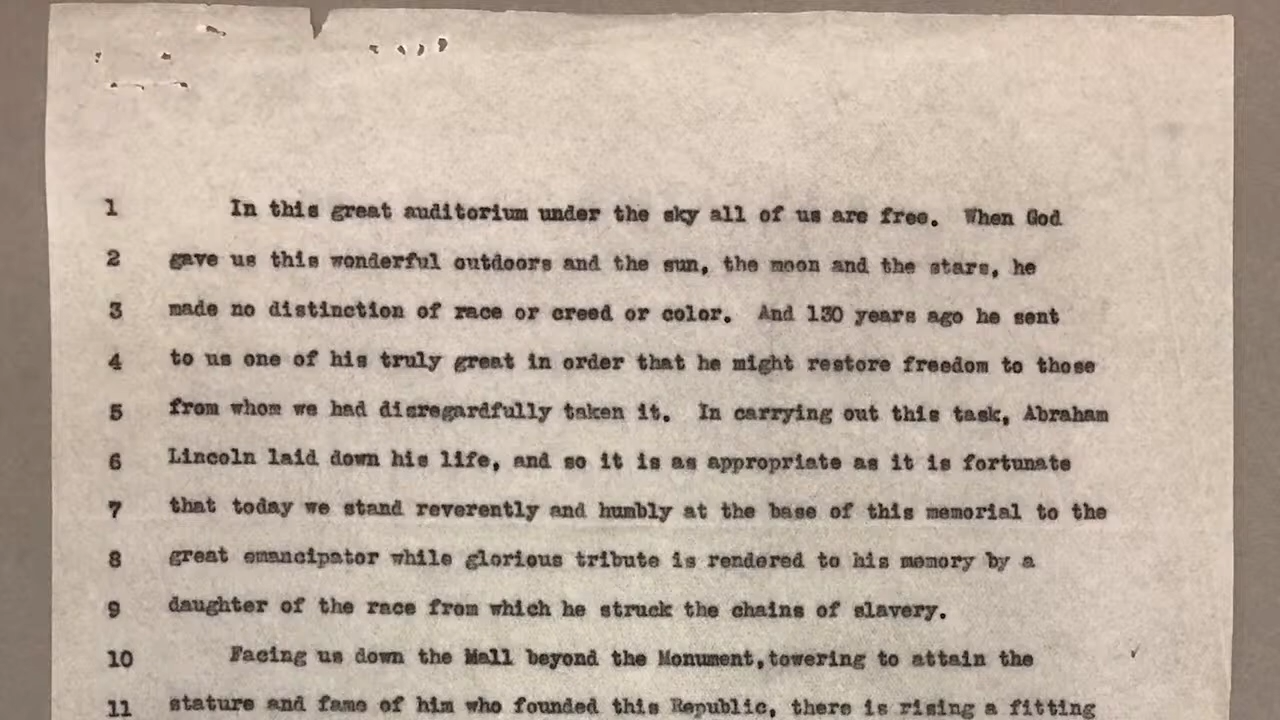 1 In this great auditorium under the sky all of us are free. When God
2 gave us this wonderful outdoors and the sun, the moon and the stars, he
3 made no distinction of race or creed or color. And 130 years ago he sent
4 to us one of his truly great in order that he might restore freedom to those
5 from whom we had disregardfully taken it. In carrying out this task, Abraham
6 Lincoln laid down his life, and so it is as appropriate as it is fortunate
7 that today we stand reverently and humbly at the base of this memorial to the
8 great emancipator while glorious tribute is rendered to his memory by a
9 daughter of the race from which he struck the chains of slavery.
10 Facing us down the Mall beyond the Monument,towering to attain the
11 stature and fame of him who founded this Republic, there is rising a fitting